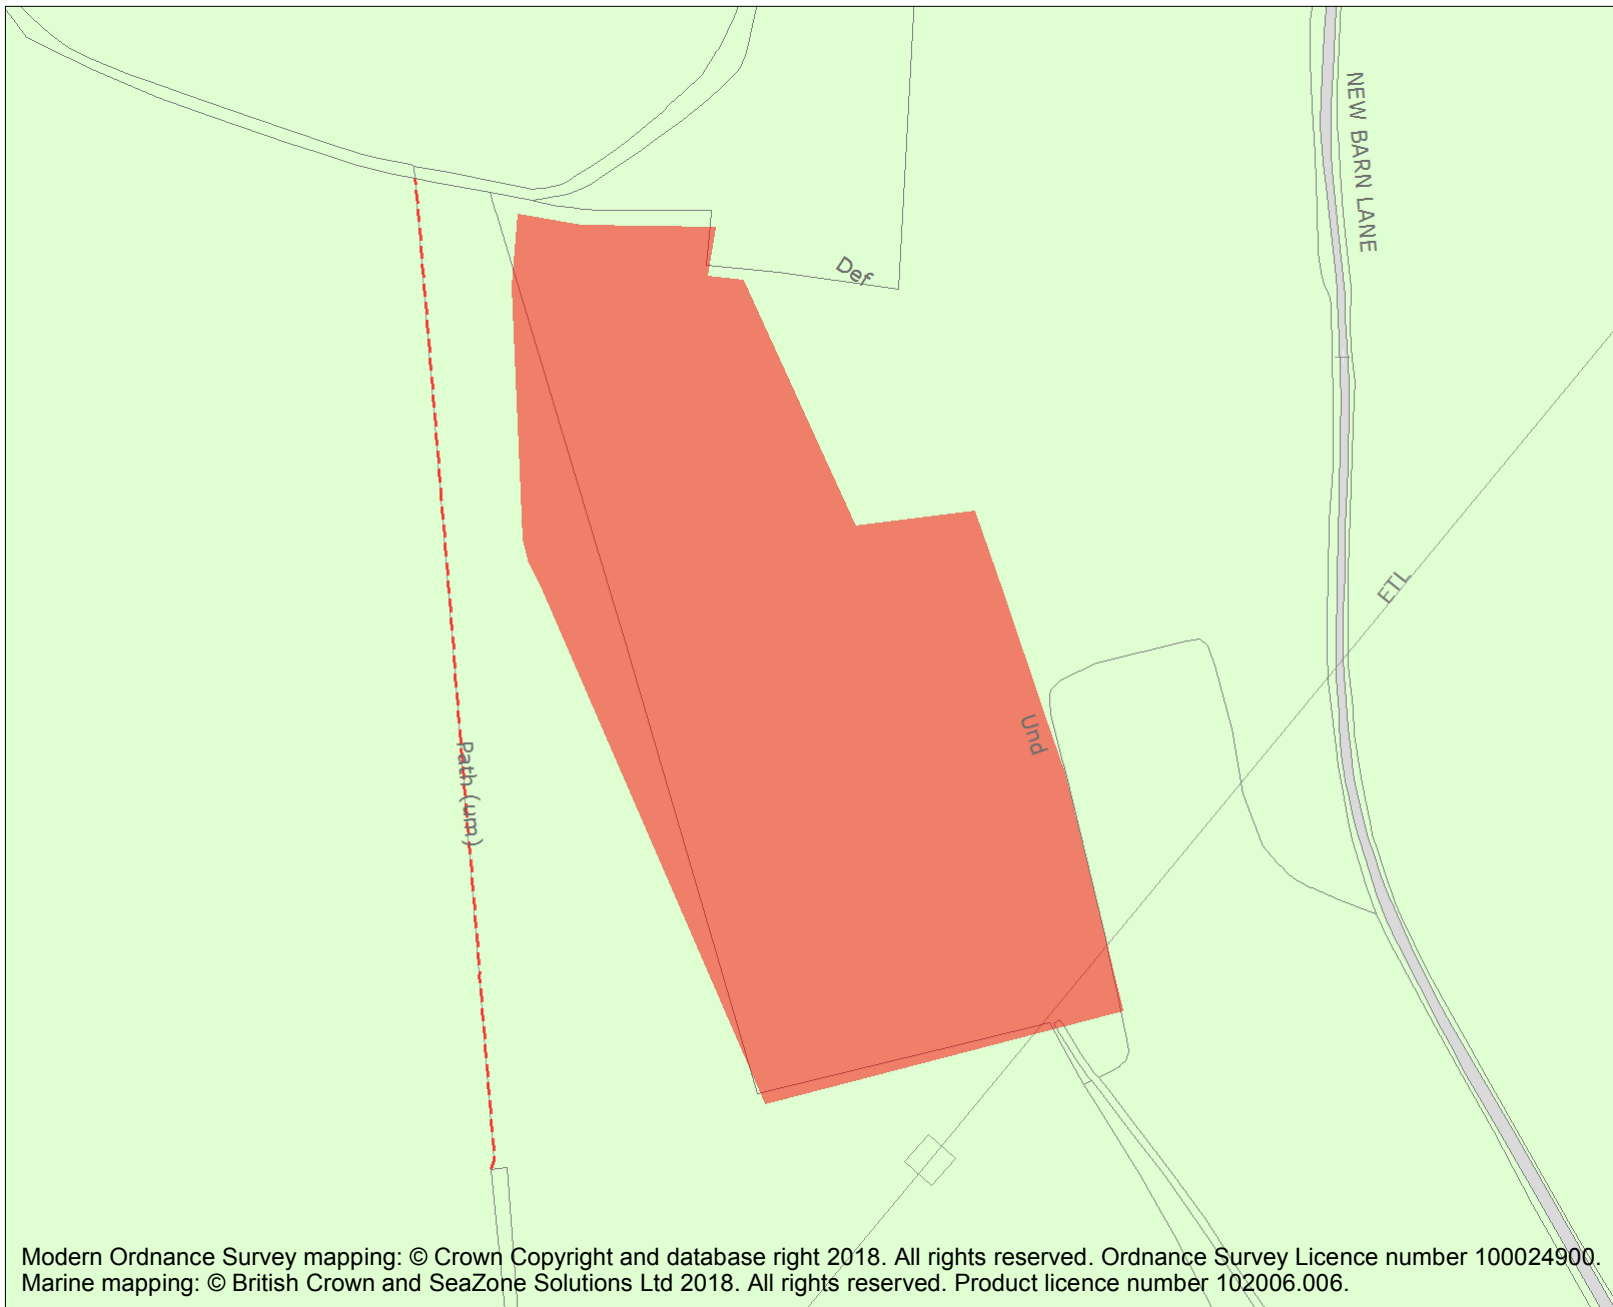 NEW BARN LANE
Def
ETL
Und
Path (um)
Modern Ordnance Survey mapping: © Crown Copyright and database right 2018. All rights reserved. Ordnance Survey Licence number 100024900.
Marine mapping: © British Crown and SeaZone Solutions Ltd 2018. All rights reserved. Product licence number 102006.006.